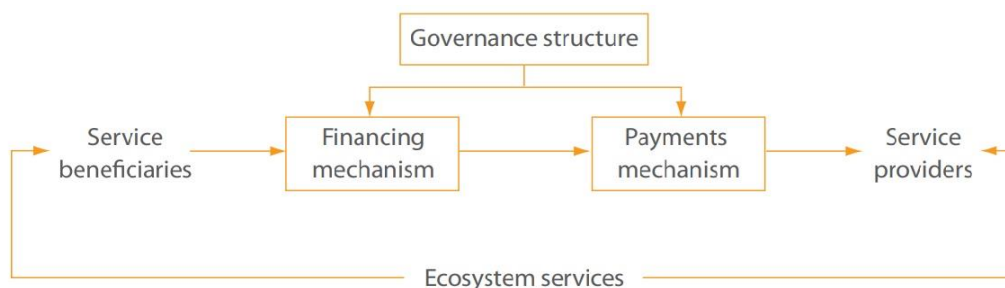 Governance structure
Service
beneficiaries
Financing
mechanism
Payments
mechanism
Service
providers
Ecosystem services